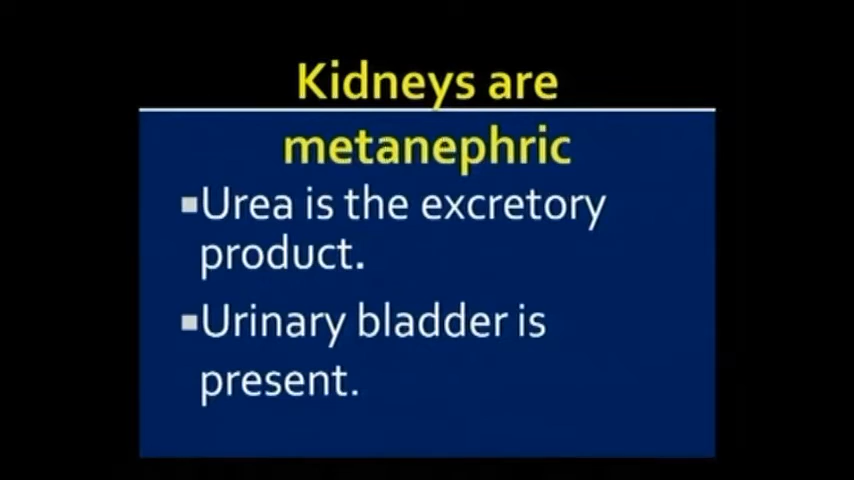 Kidneys are
metanephric
▪Urea is the excretory
product.
▪Urinary bladder is
present.